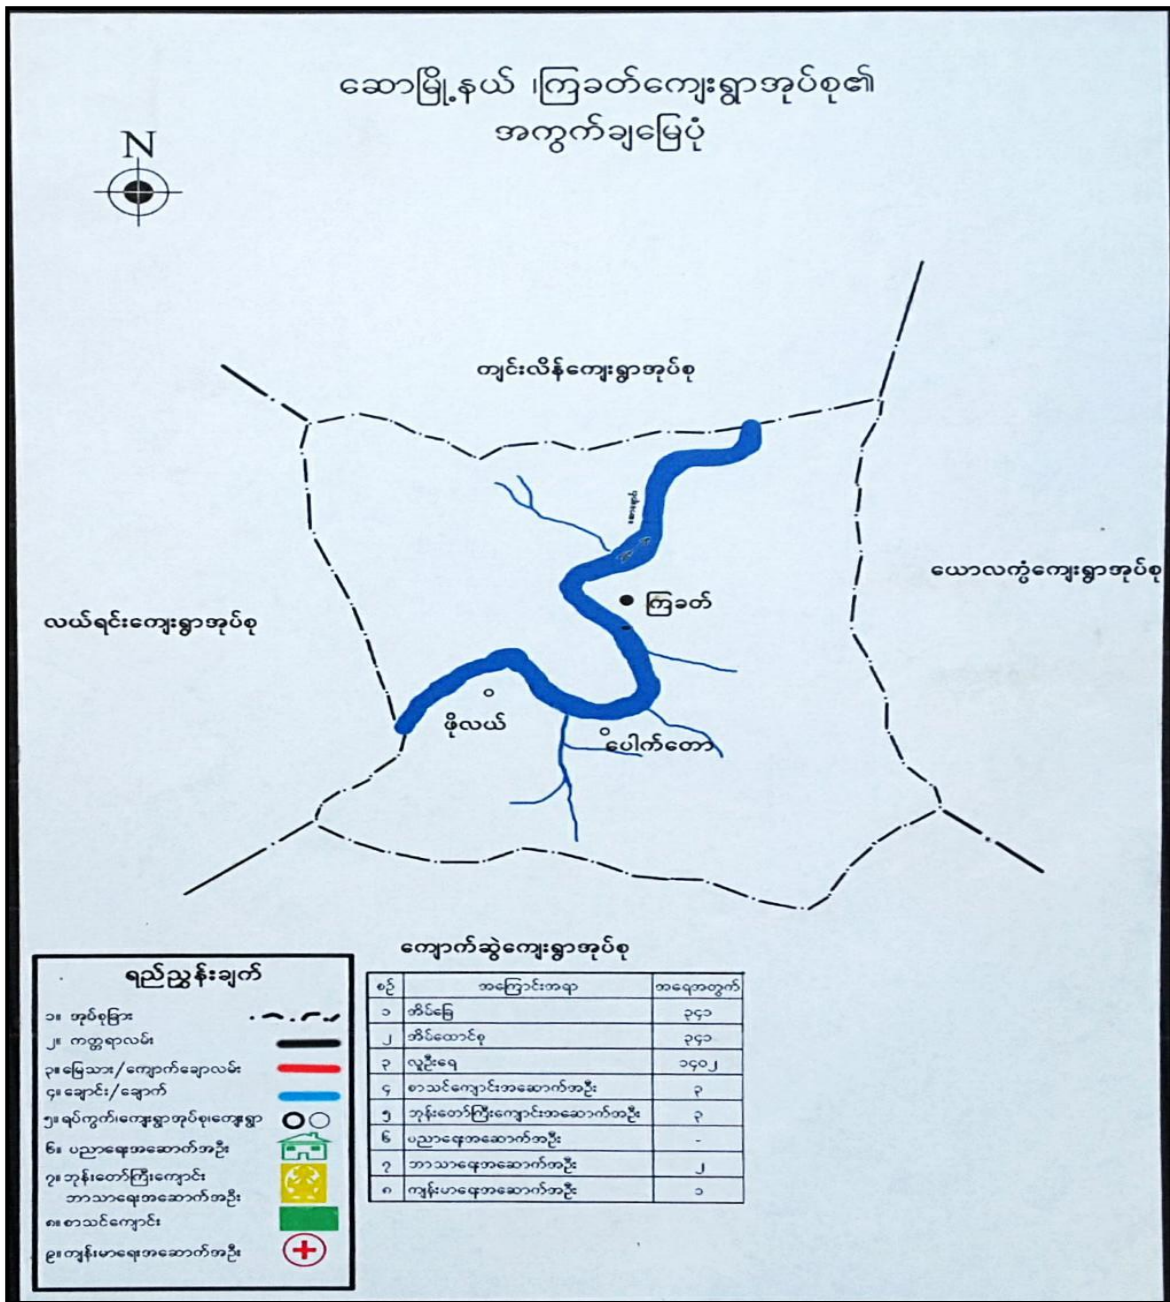 ဆောမြို့နယ် ၊ကြခတ်ကျေးရွာအုပ်စု၏
အကွက်ချမြေပုံ
N
ကျင်းလိန်ကျေးရွာအုပ်စု
ယောလက္ပံကျေးရွာအုပ်စု
လယ်ရင်းကျေးရွာအုပ်စု
ကြခတ်
ဖိုလယ်
ပေါက်တော
ကျောက်ဆွဲကျေးရွာအုပ်စု
ရည်ညွှန်းချက်
၁။ အုပ်စုခြား
၂။ ကတ္တရာလမ်း
၃။မြေသား/ကျောက်ချောလမ်း
၄။ချောင်း/ချောက်
၅။ရပ်ကွက်၊ကျေးရွာအုပ်စု၊ကျေးရွာ
၆။ ပညာရေးအဆောက်အဦး
၇။ဘုန်းတော်ကြီးကျောင်း
ဘာသာရေးအဆောက်အဦး
၈။စာသင်ကျောင်း
၉။ကျန်းမာရေးအဆောက်အဦး
စဉ် အကြောင်းအရာ အရေအတွက်
၁ အိမ်ခြေ ၃၄၁
၂ အိမ်ထောင်စု ၃၄၁
၃ လူဦးရေ ၁၄၀၂
၄ စာသင်ကျောင်းအဆောက်အဦး ၃
၅ ဘုန်းတော်ကြီးကျောင်းအဆောက်အဦး ၃
၆ ပညာရေးအဆောက်အဦး -
၇ ဘာသာရေးအဆောက်အဦး ၂
၈ ကျန်းမာရေးအဆောက်အဦး ၁